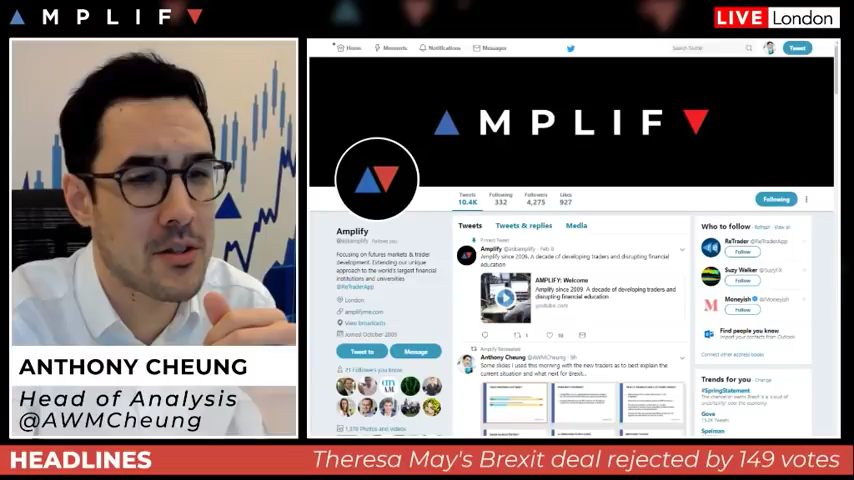 AMPLIFY
LIVE London
Home Moments Notifications Messages
Search Twitter
Tweet
AMPLIFY
Tweets Following Followers Likes
10.4K 332 4,275 927
Following
Amplify
@askamplify Follows you
Focusing on futures markets & trader
development. Extending our unique
approach to the world's largest financial
institutions and universities
@ReTraderApp
London
amplifyme.com
View broadcasts
Joined October 2009
Tweet to
Message
21 Followers you know
CITY
A.M.
1,370 Photos and videos
Tweets Tweets & replies Media
Pinned Tweet
Amplify @askamplify · Feb 8
Amplify since 2009. A decade of developing traders and disrupting financial
education
AMPLIFY: Welcome
Amplify since 2009. A decade of developing traders and
disrupting financial education
youtube.com
1 10
Amplify Retweeted
Anthony Cheung @AWMCheung · 6h
Some slides I used this morning with the new traders as to best explain the
current situation and what next for Brexit...
Who to follow · Refresh · View all
ReTrader @ReTraderApp
Follow
Suzy Walker @SuzyFX
Follow
Moneyish @Moneyish
Follow
Find people you know
Import your contacts from Outlook
Connect other address books
Trends for you · Change
#SpringStatement
Gove
Speinson
ANTHONY CHEUNG
Head of Analysis
@AWMCheung
HEADLINES
Theresa May's Brexit deal rejected by 149 votes